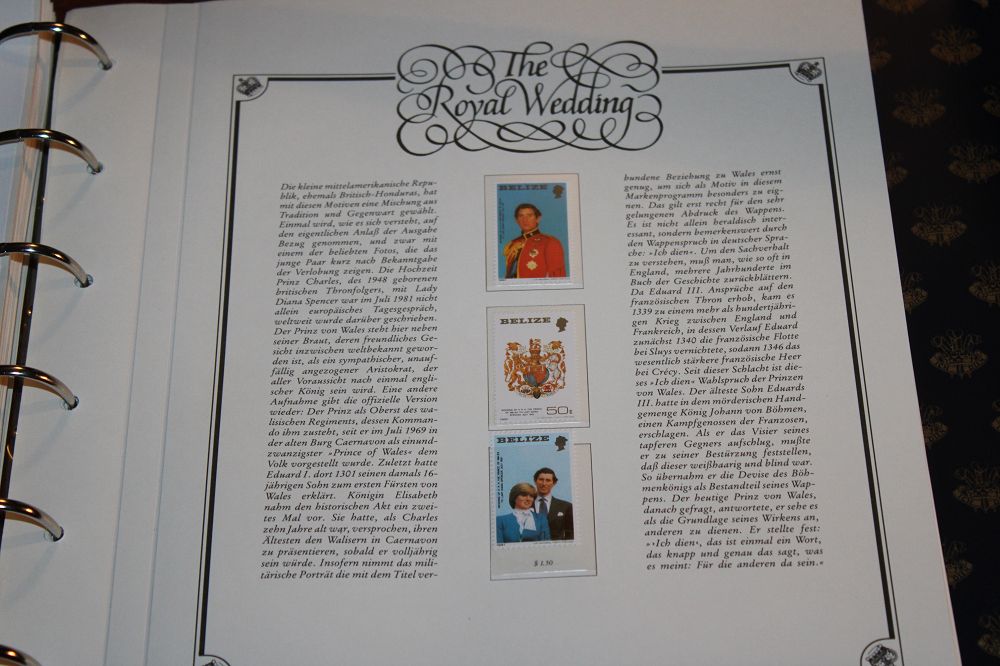 The
Royal Wedding
Die kleine mittelamerikanische Repu-
blik, ehemals Britisch-Honduras, hat
mit diesen Motiven eine Mischung aus
Tradition und Gegenwart gewählt.
Einmal wird, wie es sich versteht, auf
den eigentlichen Anlaß der Ausgabe
Bezug genommen, und zwar mit
einem der beliebten Fotos, die das
junge Paar kurz nach Bekanntgabe
der Verlobung zeigen. Die Hochzeit
Prinz Charles, des 1948 geborenen
britischen Thronfolgers, mit Lady
Diana Spencer war im Juli 1981 nicht
allein europäisches Tagesgespräch,
weltweit wurde darüber geschrieben.
Der Prinz von Wales steht hier neben
seiner Braut, deren freundliches Ge-
sicht inzwischen weltbekannt gewor-
den ist, als ein sympathischer, unauf-
fällig angezogener Aristokrat, der
aller Voraussicht nach einmal engli-
scher König sein wird. Eine andere
Aufnahme gibt die offizielle Version
wieder: Der Prinz als Oberst des wa-
lisischen Regiments, dessen Komman-
do ihm zusteht, seit er im Juli 1969 in
der alten Burg Caernavon als einund-
zwanzigster »Prince of Wales« dem
Volk vorgestellt wurde. Zuletzt hatte
Eduard I. dort 1301 seinen damals 16-
jährigen Sohn zum ersten Fürsten von
Wales erklärt. Königin Elisabeth
nahm den historischen Akt ein zwei-
tes Mal vor. Sie hatte, als Charles
zehn Jahre alt war, versprochen, ihren
Ältesten den Walisern in Caernavon
zu präsentieren, sobald er volljährig
sein würde. Insofern nimmt das mili-
tärische Porträt die mit dem Titel ver-
BELIZE
BELIZE
50¢
BELIZE
$ 1.50
bundene Beziehung zu Wales ernst
genug, um sich als Motiv in diesem
Markenprogramm besonders zu eig-
nen. Das gilt erst recht für den sehr
gelungenen Abdruck des Wappens.
Es ist nicht allein heraldisch inter-
essant, sondern bemerkenswert durch
den Wappenspruch in deutscher Spra-
che: »Ich dien«. Um den Sachverhalt
zu verstehen, muß man, wie so oft in
England, mehrere Jahrhunderte im
Buch der Geschichte zurückblättern.
Da Eduard III. Ansprüche auf den
französischen Thron erhob, kam es
1339 zu einem mehr als hundertjähri-
gen Krieg zwischen England und
Frankreich, in dessen Verlauf Eduard
zunächst 1340 die französische Flotte
bei Sluys vernichtete, sodann 1346 das
wesentlich stärkere französische Heer
bei Crécy. Seit dieser Schlacht ist die-
ses »Ich dien« Wahlspruch der Prinzen
von Wales. Der älteste Sohn Eduards
III. hatte in dem mörderischen Hand-
gemenge König Johann von Böhmen,
einen Kampfgenossen der Franzosen,
erschlagen. Als er das Visier seines
tapferen Gegners aufschlug, mußte
er zu seiner Bestürzung feststellen,
daß dieser weißhaarig und blind war.
So übernahm er die Devise des Böh-
menkönigs als Bestandteil seines Wap-
pens. Der heutige Prinz von Wales,
danach gefragt, antwortete, er sehe es
als die Grundlage seines Wirkens an,
anderen zu dienen. Er stellte fest:
»›Ich dien‹, das ist einmal ein Wort,
das knapp und genau das sagt, was
es meint: Für die anderen da sein.«